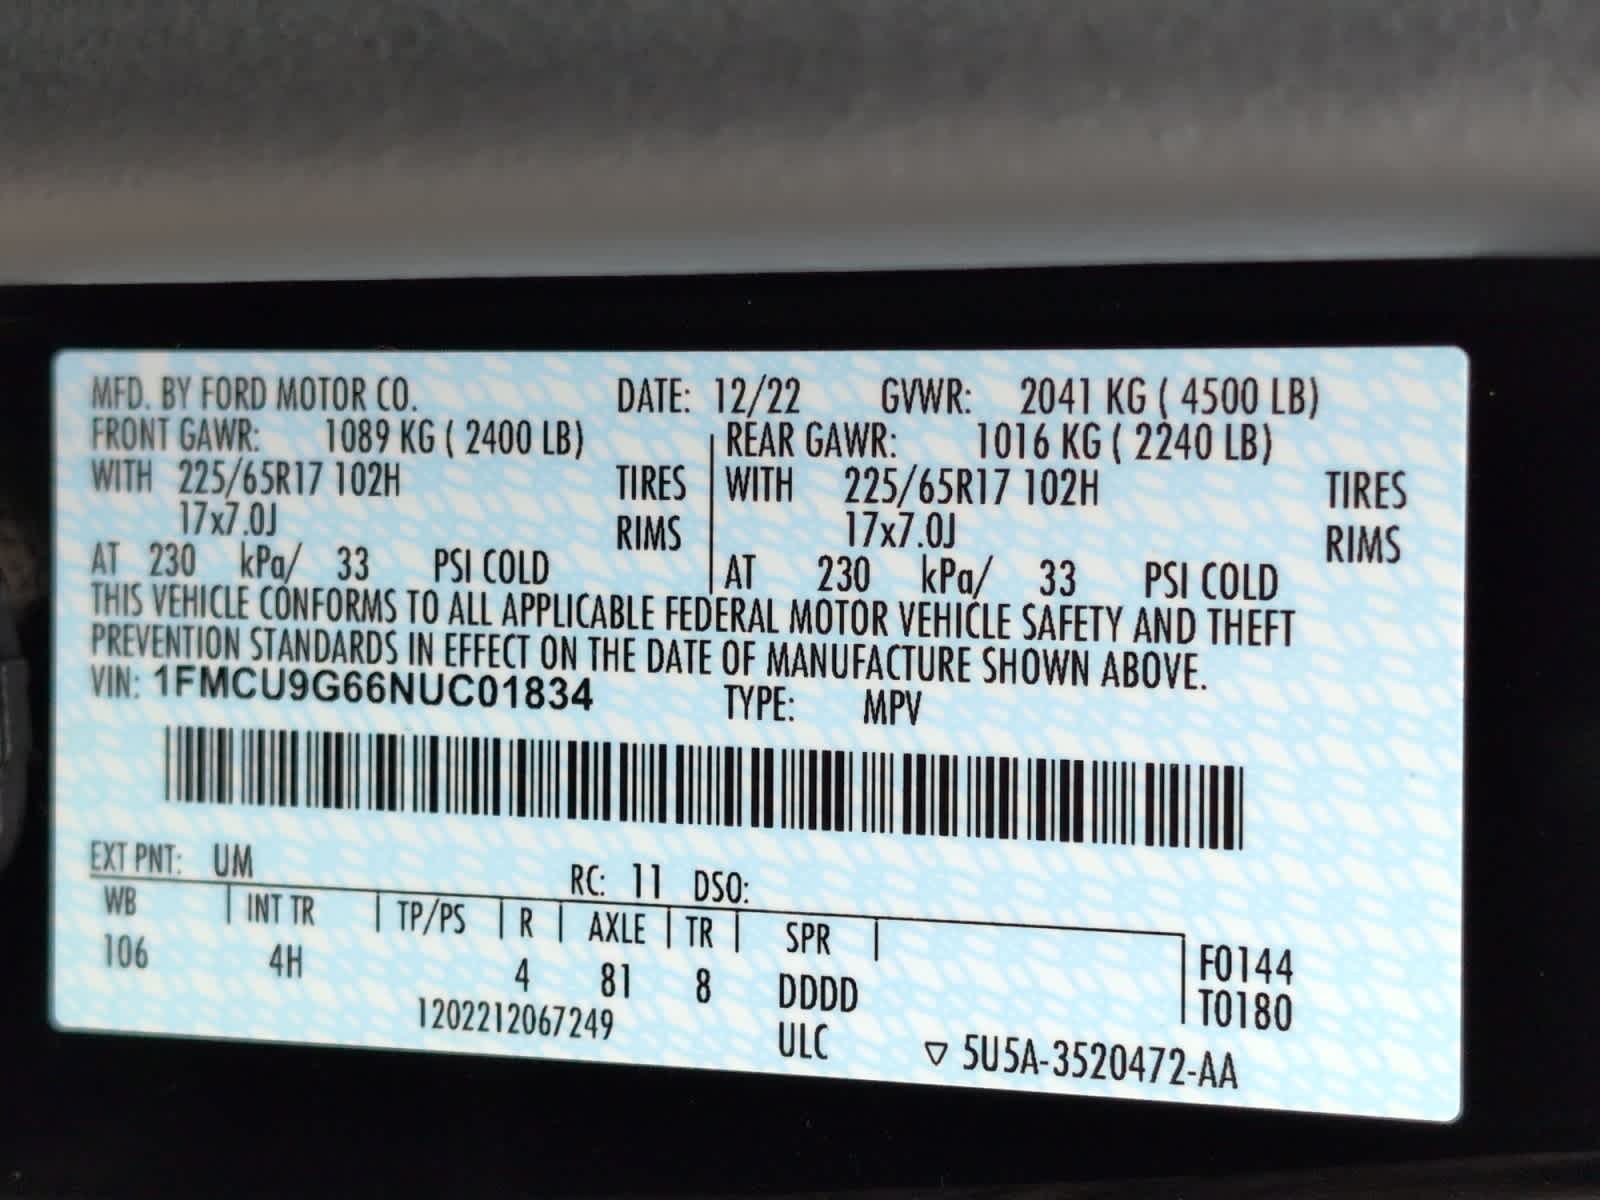 MFD. BY FORD MOTOR CO. DATE: 12/22 GVWR: 2041 KG ( 4500 LB)
FRONT GAWR: 1089 KG ( 2400 LB) REAR GAWR: 1016 KG ( 2240 LB)
WITH 225/65R17 102H TIRES WITH 225/65R17 102H TIRES
17x7.0J RIMS 17x7.0J RIMS
AT 230 kPa/ 33 PSI COLD AT 230 kPa/ 33 PSI COLD
THIS VEHICLE CONFORMS TO ALL APPLICABLE FEDERAL MOTOR VEHICLE SAFETY AND THEFT
PREVENTION STANDARDS IN EFFECT ON THE DATE OF MANUFACTURE SHOWN ABOVE.
VIN: 1FMCU9G66NUC01834 TYPE: MPV
EXT PNT: UM RC: 11 DSO:
WB INT TR TP/PS R AXLE TR SPR
106 4H 4 81 8 DDDD F0144
T0180
1202212067249 ULC ▽ 5U5A-3520472-AA